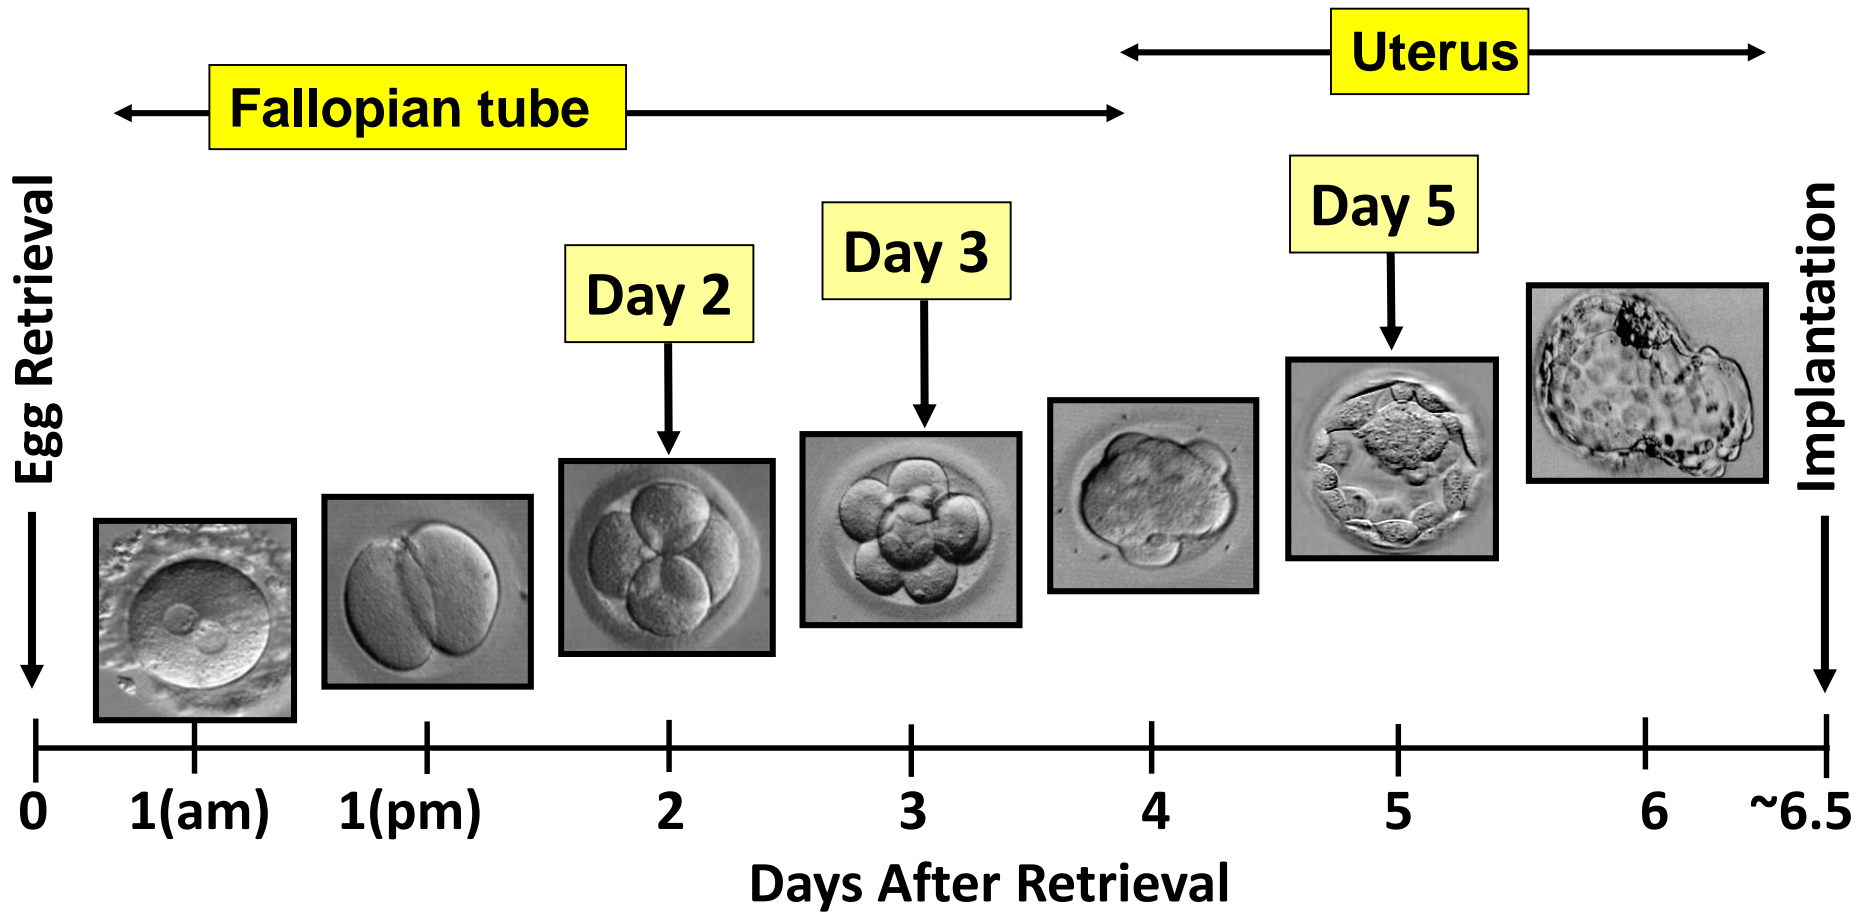 Uterus
Fallopian tube
Egg Retrieval
Day 2
Day 3
Day 5
Implantation
0
1(am)
1(pm)
2
3
4
5
6
~6.5
Days After Retrieval